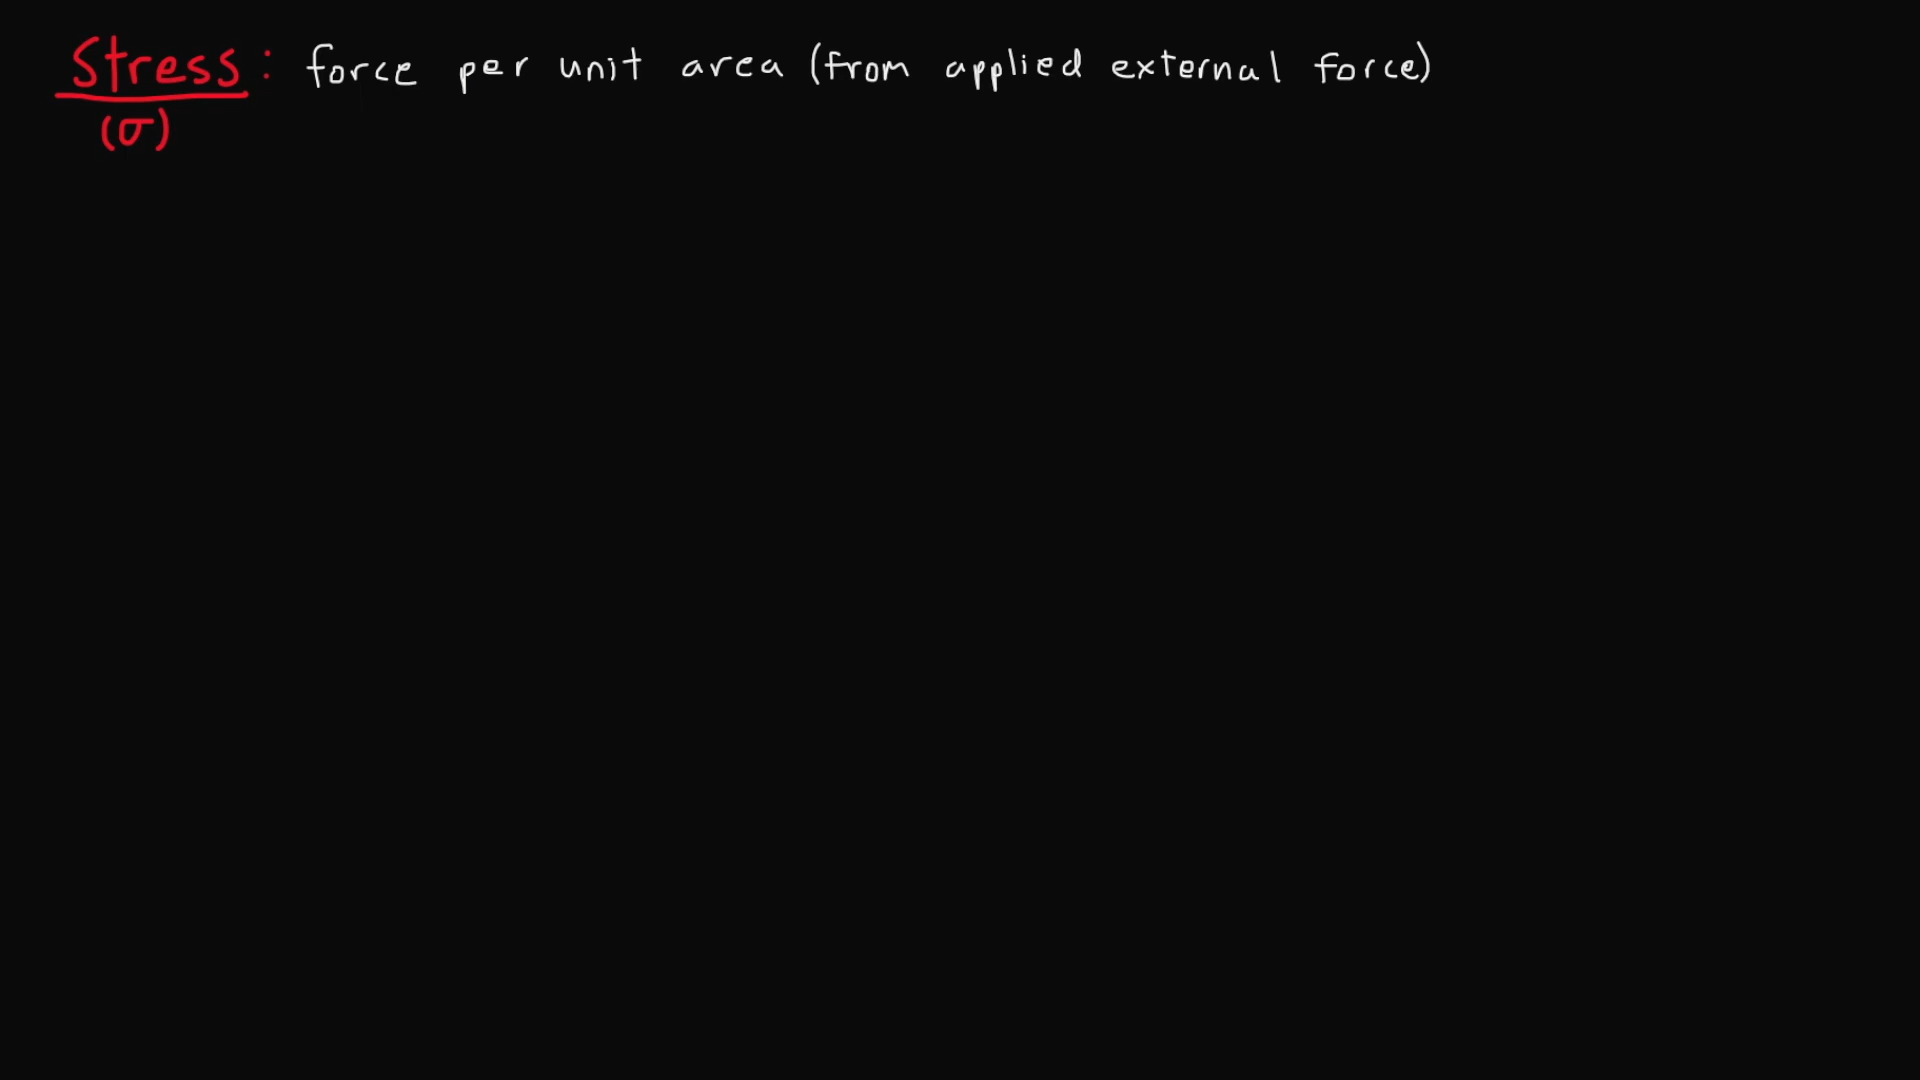 Stress: force per unit area (from applied external force)
(σ)